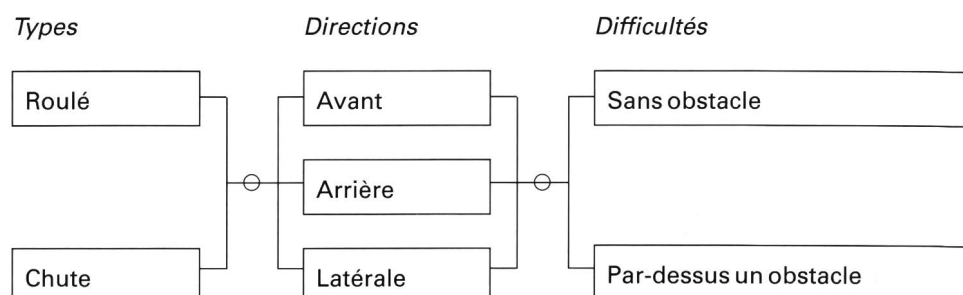 Types Directions Difficultés
Roulé Avant Sans obstacle
Arrière
Chute Latérale Par-dessus un obstacle